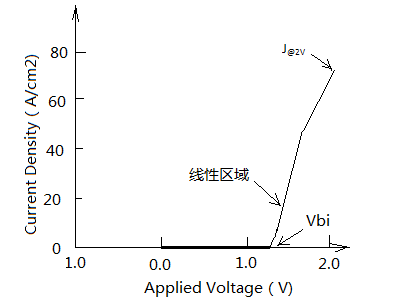 J@2V
80
60
40
20
0
线性区域
Vbi
1.0
0.0
1.0
2.0
Current Density ( A/cm2)
Applied Voltage ( V)